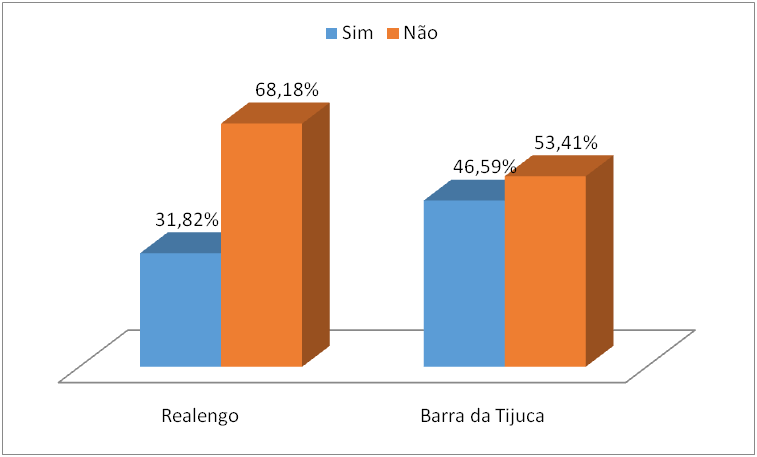 Sim Não
68,18%
53,41%
46,59%
31,82%
Realengo Barra da Tijuca